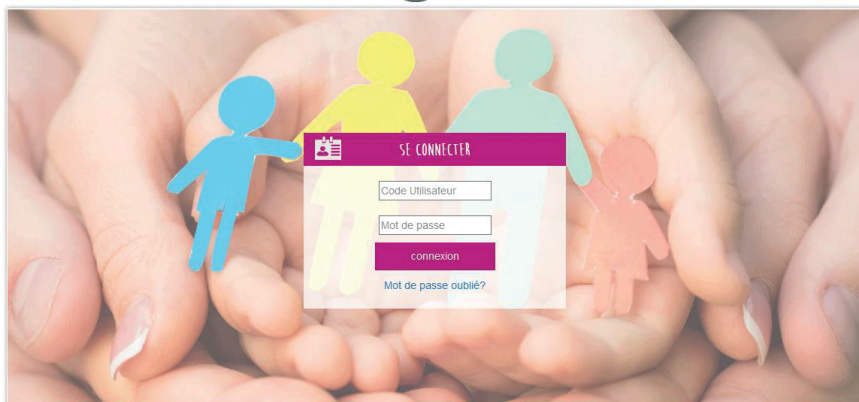 SE CONNECTER
Code Utilisateur
Mot de passe
connexion
Mot de passe oublié?